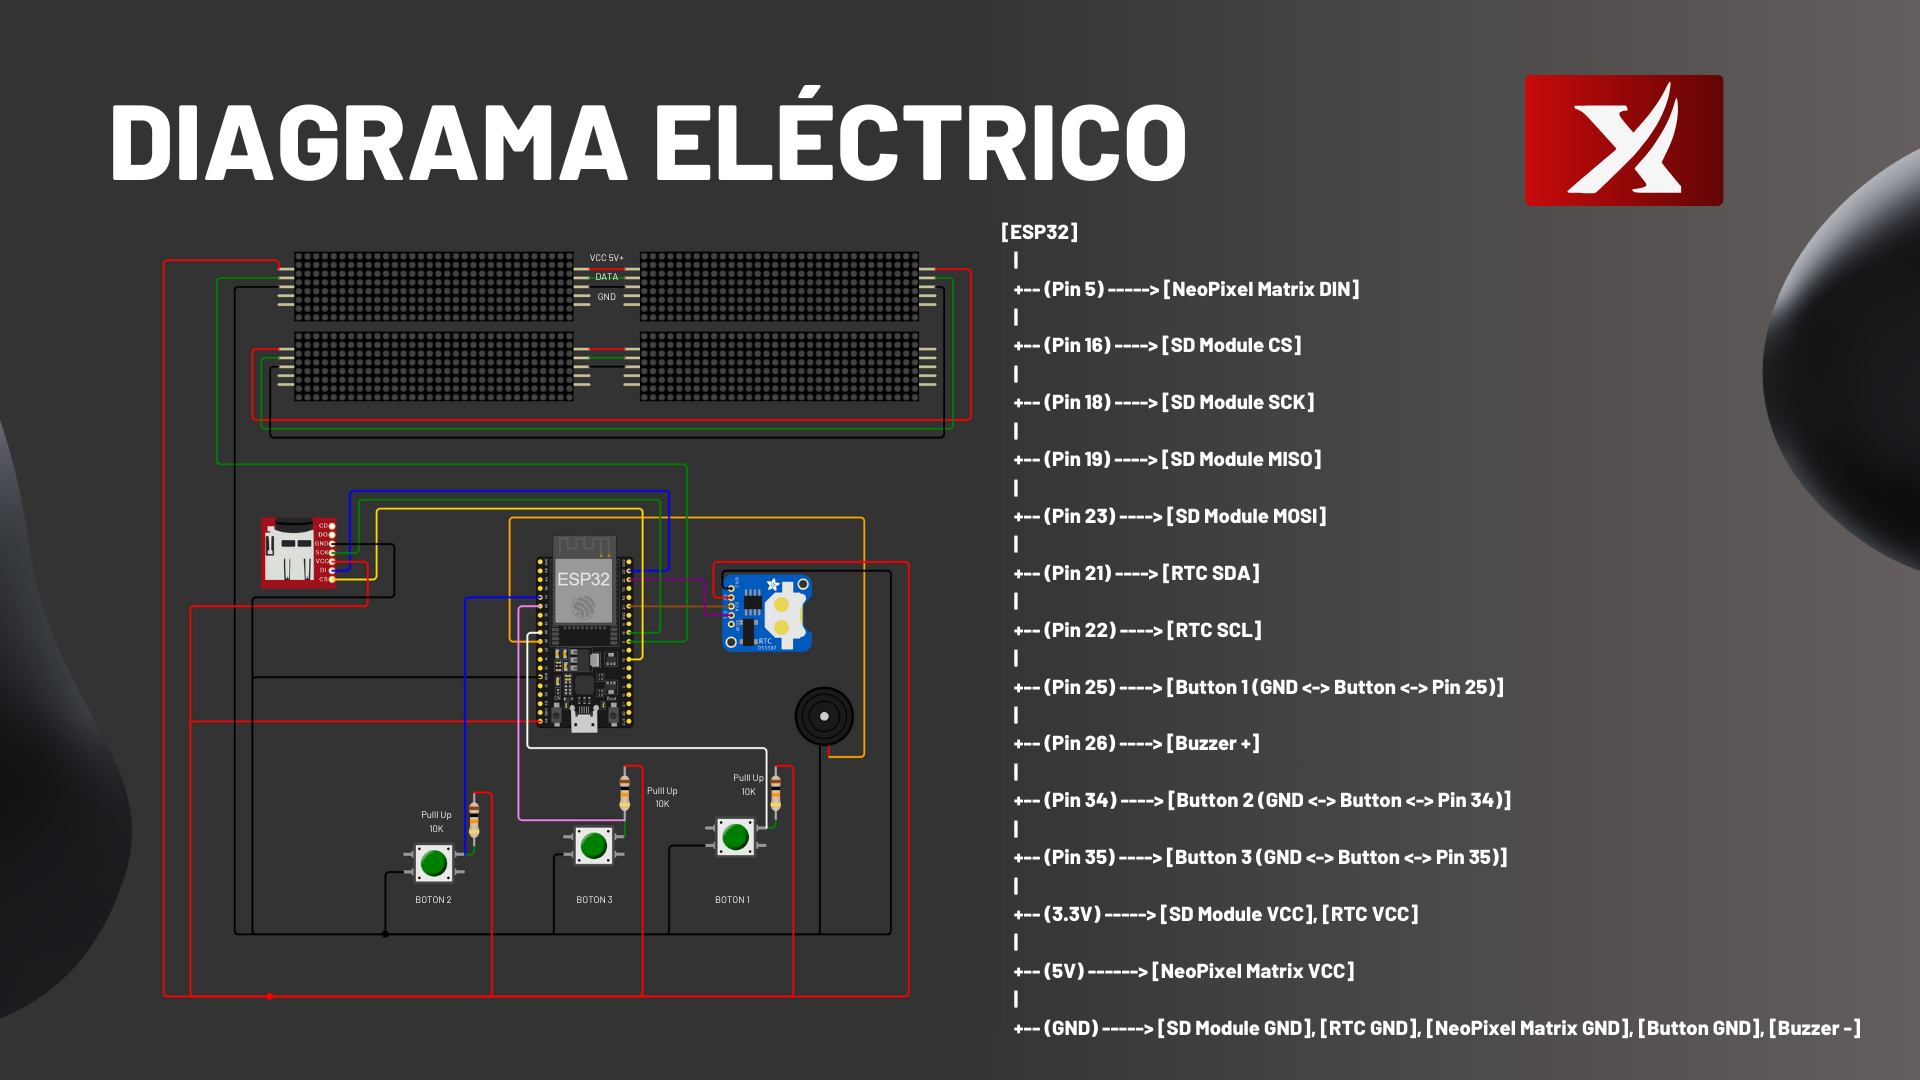 DIAGRAMA ELÉCTRICO
VCC 5V+
DATA
GND
CD
DO
GND
SCK
VCC
DI
CS
ESP32
RTC
DS1307
Pulll Up
10K
Pulll Up
10K
Pulll Up
10K
BOTON 2
BOTON 3
BOTON 1
[ESP32]
|
+-- (Pin 5) -----> [NeoPixel Matrix DIN]
|
+-- (Pin 16) ----> [SD Module CS]
|
+-- (Pin 18) ----> [SD Module SCK]
|
+-- (Pin 19) ----> [SD Module MISO]
|
+-- (Pin 23) ----> [SD Module MOSI]
|
+-- (Pin 21) ----> [RTC SDA]
|
+-- (Pin 22) ----> [RTC SCL]
|
+-- (Pin 25) ----> [Button 1 (GND <-> Button <-> Pin 25)]
|
+-- (Pin 26) ----> [Buzzer +]
|
+-- (Pin 34) ----> [Button 2 (GND <-> Button <-> Pin 34)]
|
+-- (Pin 35) ----> [Button 3 (GND <-> Button <-> Pin 35)]
|
+-- (3.3V) -----> [SD Module VCC], [RTC VCC]
|
+-- (5V) ------> [NeoPixel Matrix VCC]
|
+-- (GND) -----> [SD Module GND], [RTC GND], [NeoPixel Matrix GND], [Button GND], [Buzzer -]